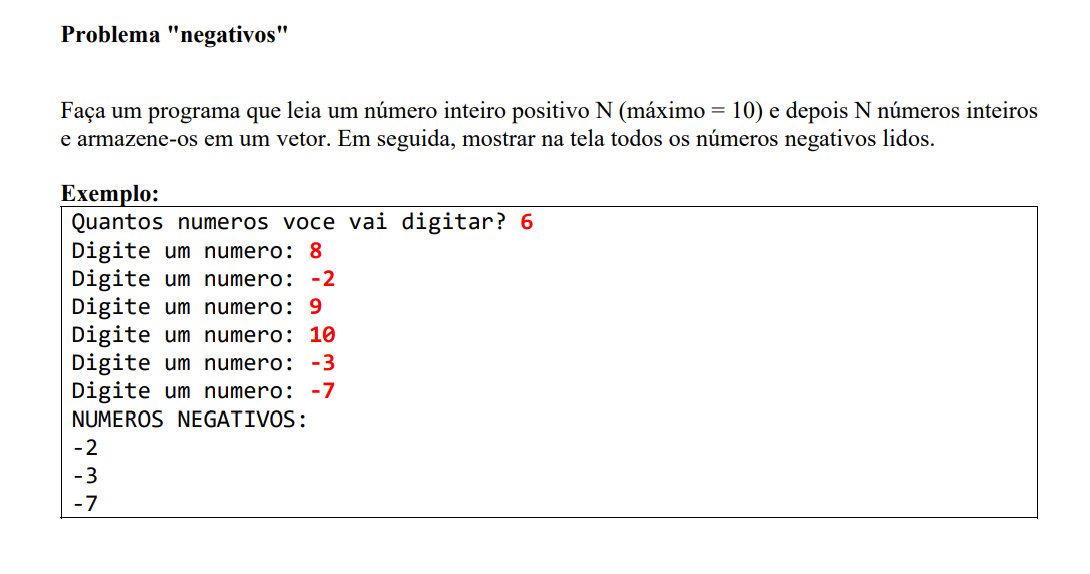 Problema "negativos"
Faça um programa que leia um número inteiro positivo N (máximo = 10) e depois N números inteiros
e armazene-os em um vetor. Em seguida, mostrar na tela todos os números negativos lidos.
Exemplo:
Quantos numeros voce vai digitar? 6
Digite um numero: 8
Digite um numero: -2
Digite um numero: 9
Digite um numero: 10
Digite um numero: -3
Digite um numero: -7
NUMEROS NEGATIVOS:
-2
-3
-7